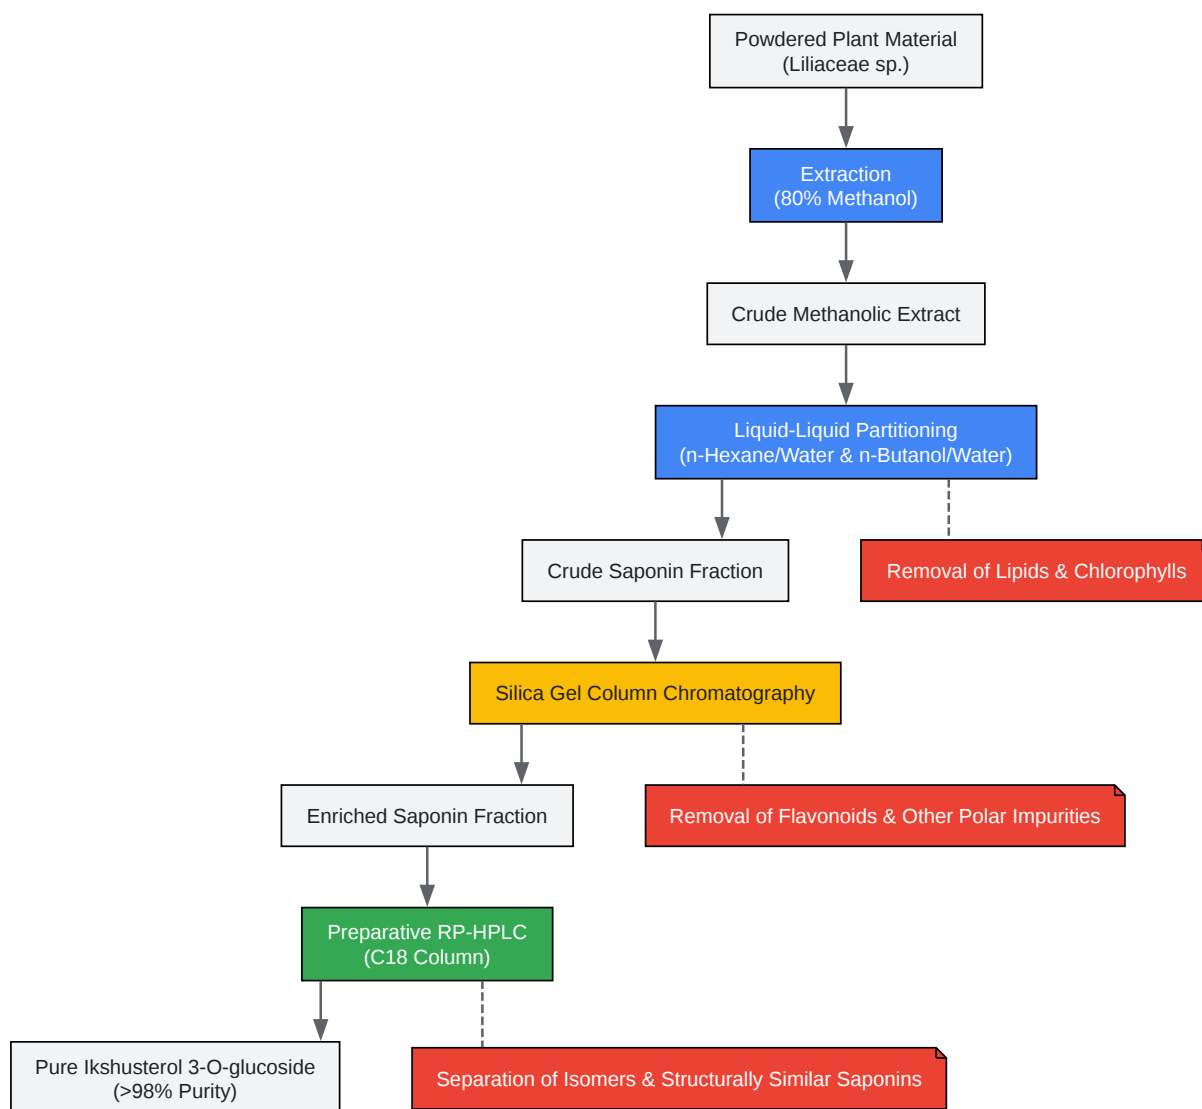 Powdered Plant Material
(Liliaceae sp.)
Extraction
(80% Methanol)
Crude Methanolic Extract
Liquid-Liquid Partitioning
(n-Hexane/Water & n-Butanol/Water)
Crude Saponin Fraction
Removal of Lipids & Chlorophylls
Silica Gel Column Chromatography
Enriched Saponin Fraction
Removal of Flavonoids & Other Polar Impurities
Preparative RP-HPLC
(C18 Column)
Pure Ikshusterol 3-O-glucoside
(>98% Purity)
Separation of Isomers & Structurally Similar Saponins